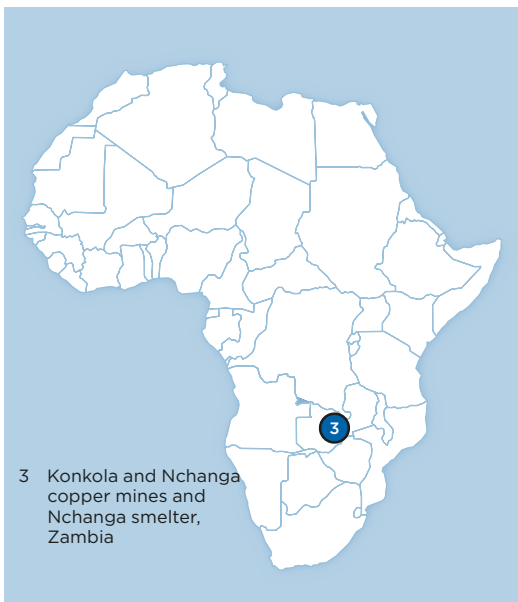 3
3 Konkola and Nchanga
copper mines and
Nchanga smelter,
Zambia